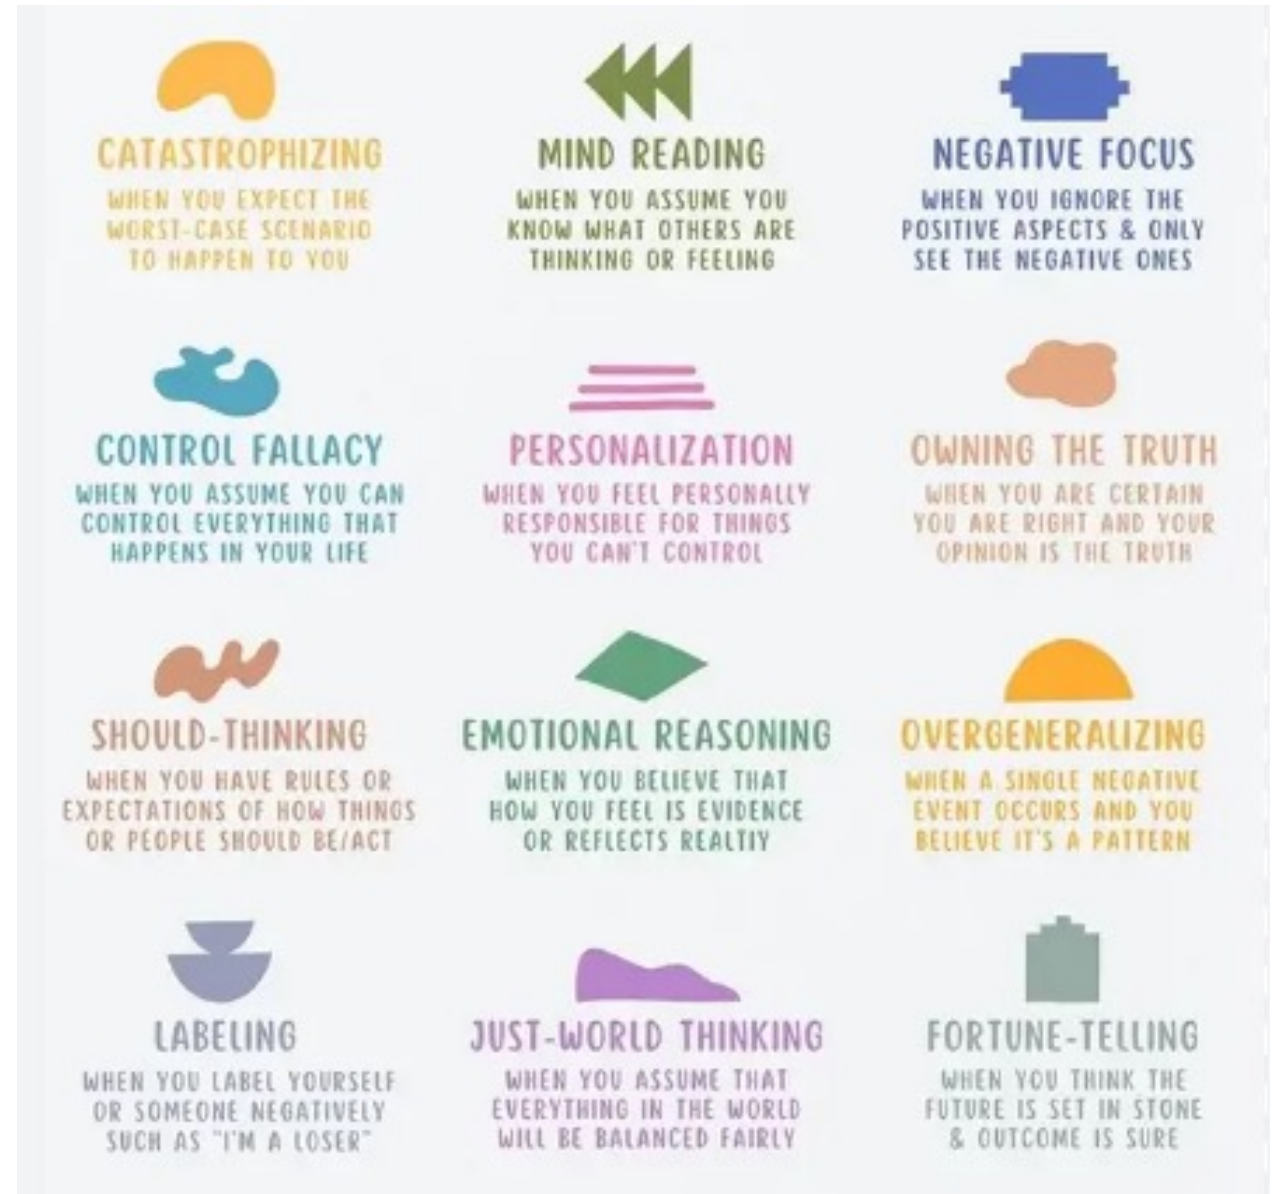 CATASTROPHIZING
WHEN YOU EXPECT THE
WORST-CASE SCENARIO
TO HAPPEN TO YOU
MIND READING
WHEN YOU ASSUME YOU
KNOW WHAT OTHERS ARE
THINKING OR FEELING
NEGATIVE FOCUS
WHEN YOU IGNORE THE
POSITIVE ASPECTS & ONLY
SEE THE NEGATIVE ONES
CONTROL FALLACY
WHEN YOU ASSUME YOU CAN
CONTROL EVERYTHING THAT
HAPPENS IN YOUR LIFE
PERSONALIZATION
WHEN YOU FEEL PERSONALLY
RESPONSIBLE FOR THINGS
YOU CAN'T CONTROL
OWNING THE TRUTH
WHEN YOU ARE CERTAIN
YOU ARE RIGHT AND YOUR
OPINION IS THE TRUTH
SHOULD-THINKING
WHEN YOU HAVE RULES OR
EXPECTATIONS OF HOW THINGS
OR PEOPLE SHOULD BE/ACT
EMOTIONAL REASONING
WHEN YOU BELIEVE THAT
HOW YOU FEEL IS EVIDENCE
OR REFLECTS REALTIY
OVERGENERALIZING
WHEN A SINGLE NEGATIVE
EVENT OCCURS AND YOU
BELIEVE IT'S A PATTERN
LABELING
WHEN YOU LABEL YOURSELF
OR SOMEONE NEGATIVELY
SUCH AS "I'M A LOSER"
JUST-WORLD THINKING
WHEN YOU ASSUME THAT
EVERYTHING IN THE WORLD
WILL BE BALANCED FAIRLY
FORTUNE-TELLING
WHEN YOU THINK THE
FUTURE IS SET IN STONE
& OUTCOME IS SURE